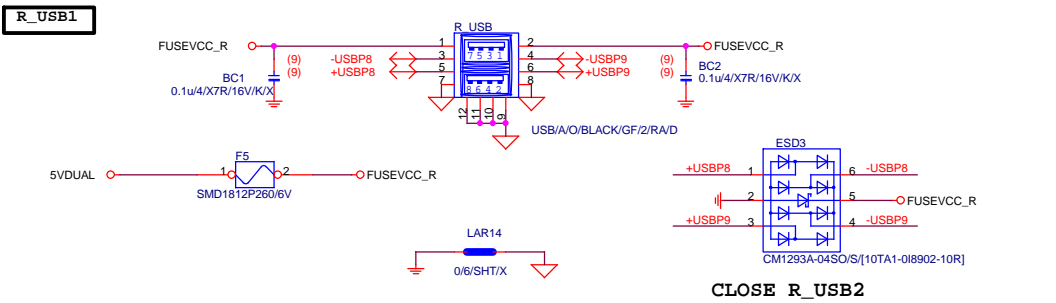 R_USB1
R_USB
FUSEVCC_R
1
2
FUSEVCC_R
(9)
-USBP8
3
7 5 3 1
4
-USBP9
(9)
BC2
(9)
+USBP8
5
6
+USBP9
(9)
0.1u/4/X7R/16V/K/X
BC1
7
8 6 4 2
8
0.1u/4/X7R/16V/K/X
12
11
10
9
USB/A/O/BLACK/GF/2/RA/D
ESD3
F5
+USBP8
1
6
-USBP8
5VDUAL
1
2
FUSEVCC_R
SMD1812P260/6V
2
5
FUSEVCC_R
+USBP9
3
4
-USBP9
LAR14
0/6/SHT/X
CM1293A-04SO/S/[10TA1-0I8902-10R]
CLOSE R_USB2